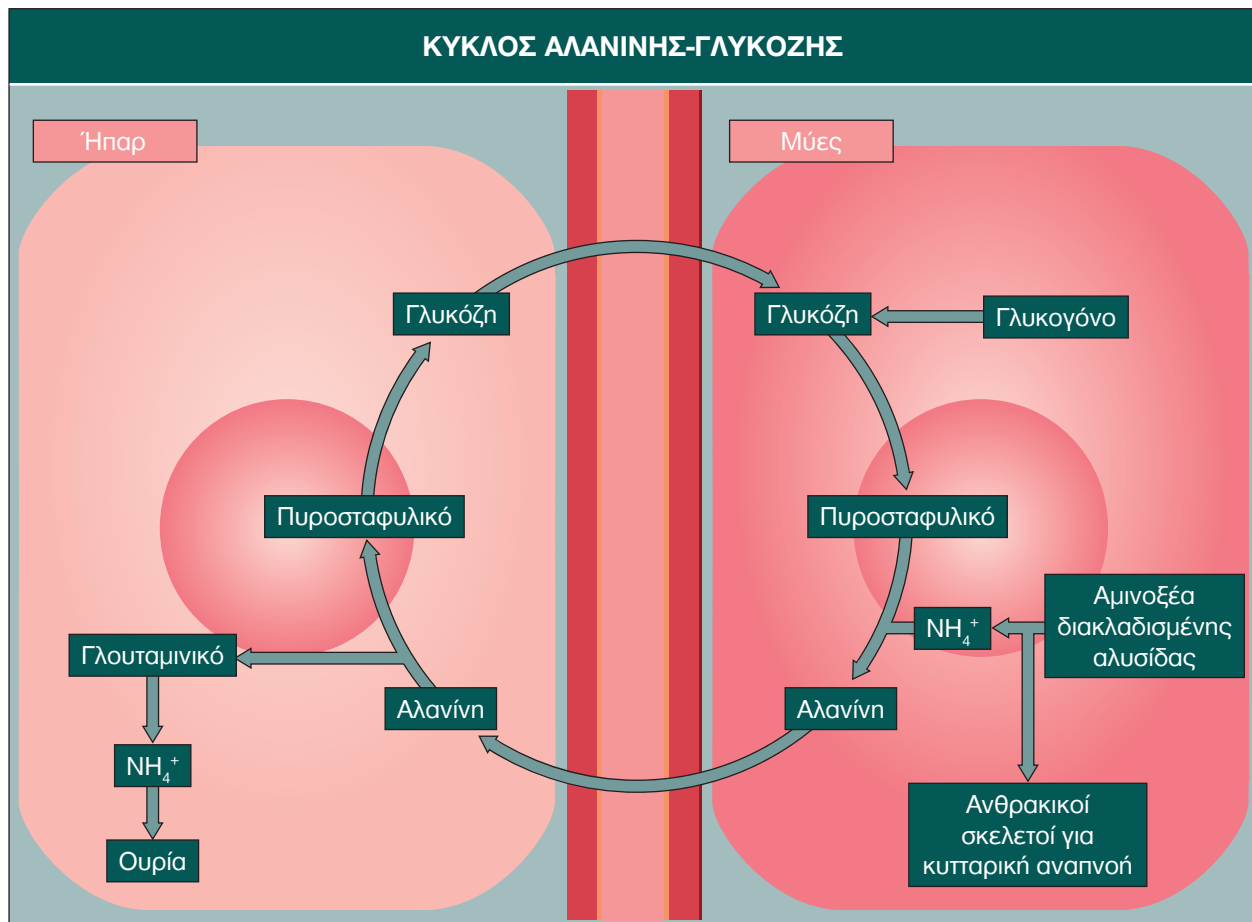 ΚΥΚΛΟΣ ΑΛΑΝΙΝΗΣ-ΓΛΥΚΟΖΗΣ
Ήπαρ
Μύες
Γλυκόζη
Γλυκόζη
Γλυκογόνο
Πυροσταφυλικό
Πυροσταφυλικό
Γλουταμινικό
Αλανίνη
NH₄⁺
Ουρία
Αλανίνη
NH₄⁺
Αμινοξέα
διακλαδισμένης
αλυσίδας
Ανθρακικοί
σκελετοί για
κυτταρική αναπνοή